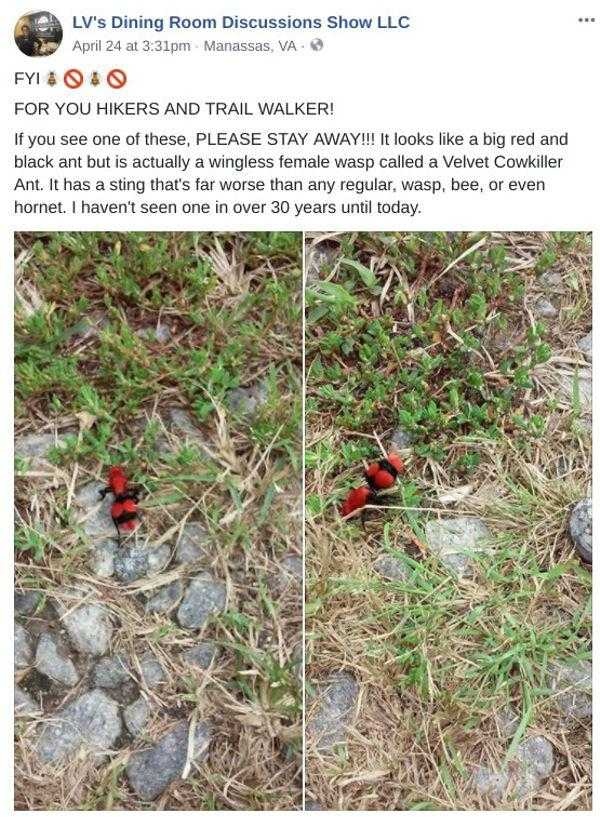 LV's Dining Room Discussions Show LLC
April 24 at 3:31pm · Manassas, VA ·
FYI
FOR YOU HIKERS AND TRAIL WALKER!
If you see one of these, PLEASE STAY AWAY!!! It looks like a big red and
black ant but is actually a wingless female wasp called a Velvet Cowkiller
Ant. It has a sting that's far worse than any regular, wasp, bee, or even
hornet. I haven't seen one in over 30 years until today.